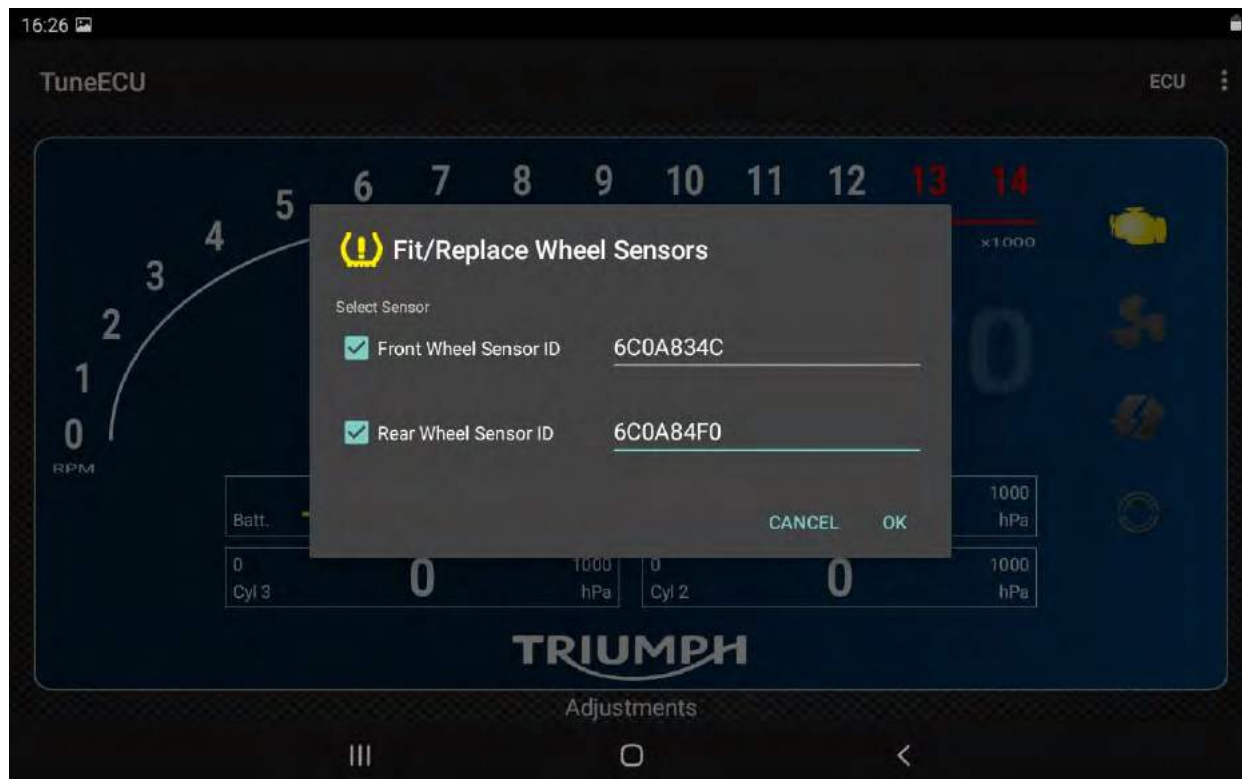 16:26
TuneECU
ECU
0
1
2
3
4
5
6
7
8
9
10
11
12
13
14
RPM
x1000
Fit/Replace Wheel Sensors
Select Sensor
Front Wheel Sensor ID 6C0A834C
Rear Wheel Sensor ID 6C0A84F0
CANCEL OK
0
Batt.
1000
hPa
0 1000 0 1000
Cyl 3 0 hPa Cyl 2 0 hPa
TRIUMPH
Adjustments